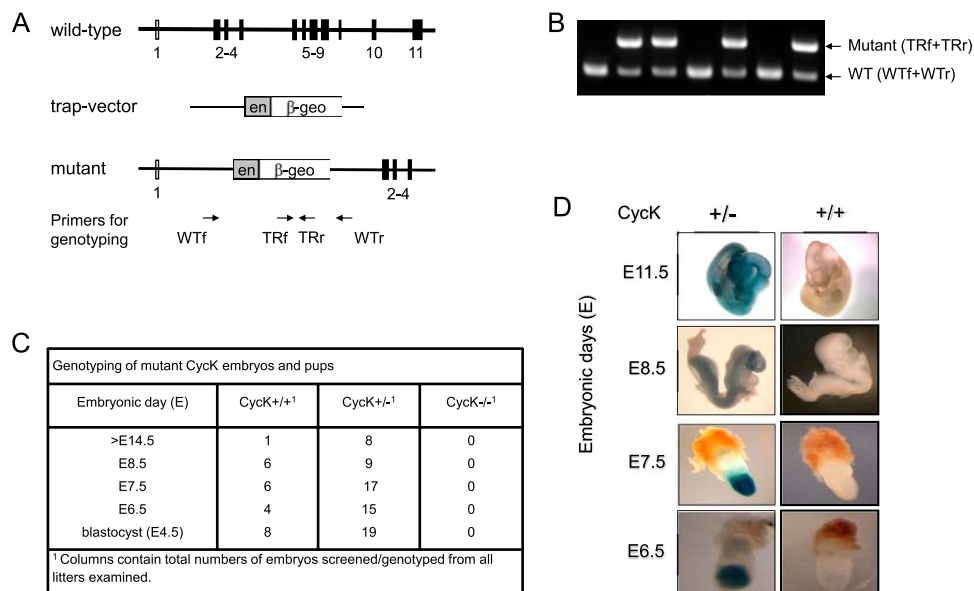 A
wild-type
1 2-4 5-9 10 11
trap-vector
en β-geo
mutant
en β-geo
1 2-4
Primers for
genotyping
WTf TRf TRr WTr
B
Mutant (TRf+TRr)
WT (WTf+WTr)
C
Genotyping of mutant CycK embryos and pups
Embryonic day (E) CycK+/+¹ CycK+/-¹ CycK-/-¹
>E14.5 1 8 0
E8.5 6 9 0
E7.5 6 17 0
E6.5 4 15 0
blastocyst (E4.5) 8 19 0
¹ Columns contain total numbers of embryos screened/genotyped from all
litters examined.
D
CycK +/- +/+
Embryonic days (E)
E11.5
E8.5
E7.5
E6.5